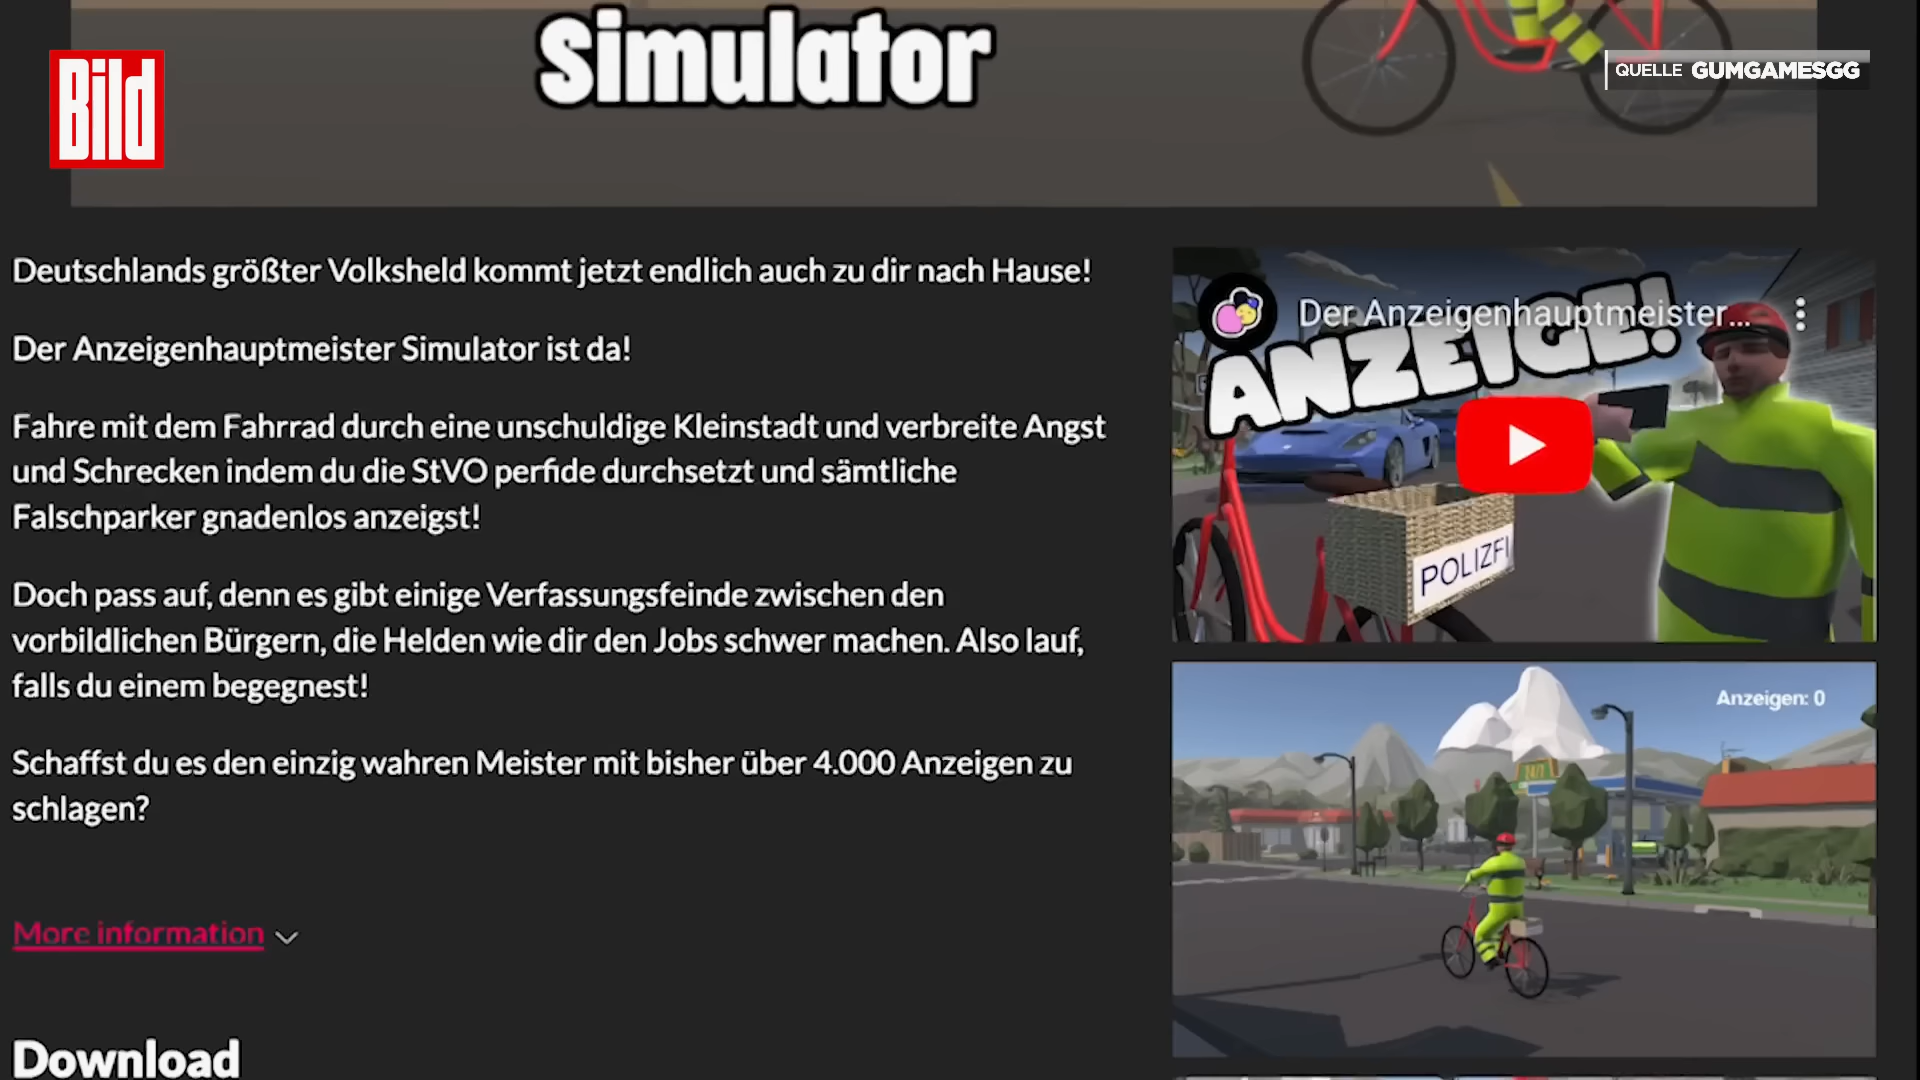 Simulator
Bild
QUELLE GUMGAMESGG
Deutschlands größter Volksheld kommt jetzt endlich auch zu dir nach Hause!
Der Anzeigenhauptmeister Simulator ist da!
Fahre mit dem Fahrrad durch eine unschuldige Kleinstadt und verbreite Angst
und Schrecken indem du die StVO perfide durchsetzt und sämtliche
Falschparker gnadenlos anzeigst!
Doch pass auf, denn es gibt einige Verfassungsfeinde zwischen den
vorbildlichen Bürgern, die Helden wie dir den Jobs schwer machen. Also lauf,
falls du einem begegnest!
Schaffst du es den einzig wahren Meister mit bisher über 4.000 Anzeigen zu
schlagen?
More information
Download
Der Anzeigenhauptmeister...
ANZEIGE!
POLIZFI
Anzeigen: 0
24/7